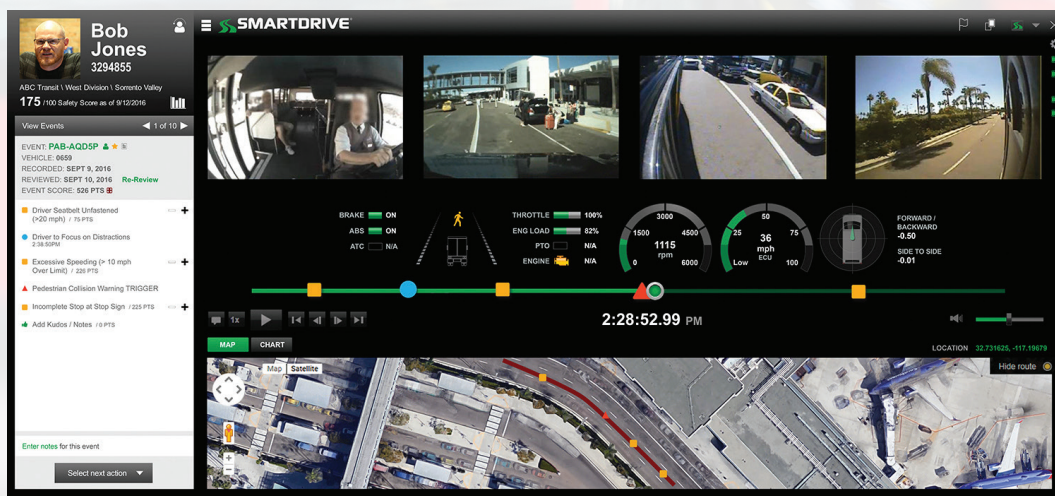 Bob
Jones
3294855
ABC Transit \ West Division \ Sorrento Valley
175 /100 Safety Score as of 9/12/2016
View Events
1 of 10
EVENT: PAB-AQD5P
VEHICLE: 0659
RECORDED: SEPT 9, 2016
REVIEWED: SEPT 10, 2016 Re-Review
EVENT SCORE: 526 PTS
Driver Seatbelt Unfastened
(>20 mph) / 75 PTS
Driver to Focus on Distractions
2:38:50PM
Excessive Speeding (> 10 mph
Over Limit) / 226 PTS
Pedestrian Collision Warning TRIGGER
Incomplete Stop at Stop Sign / 225 PTS
Add Kudos / Notes / 0 PTS
Enter notes for this event
Select next action
SMARTDRIVE
BRAKE ON
ABS ON
ATC N/A
THROTTLE 100%
ENG LOAD 82%
PTO N/A
ENGINE N/A
3000
1500 4500
1115
rpm
0 6000
50
25 75
36
mph
ECU
Low 100
FORWARD /
BACKWARD
-0.50
SIDE TO SIDE
-0.01
1x
2:28:52.99 PM
MAP CHART
LOCATION 32.731625, -117.19679
Map Satellite
Hide route